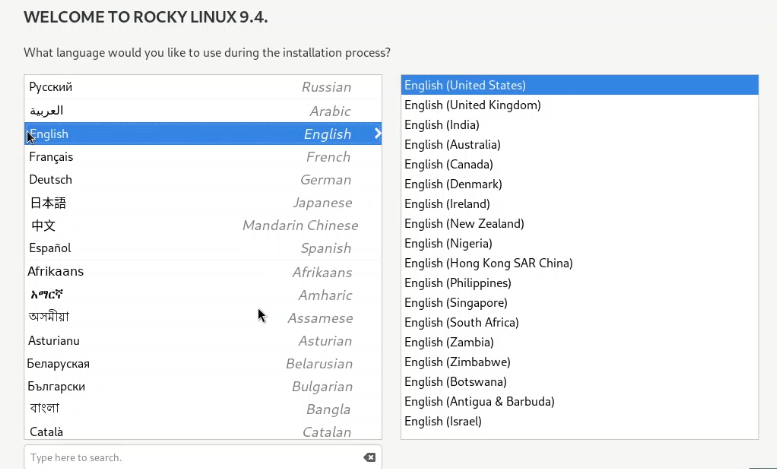 WELCOME TO ROCKY LINUX 9.4.
What language would you like to use during the installation process?
Русский Russian
العربية Arabic
English English
Français French
Deutsch German
日本語 Japanese
中文 Mandarin Chinese
Español Spanish
Afrikaans Afrikaans
አማርኛ Amharic
অসমীয়া Assamese
Asturianu Asturian
Беларуская Belarusian
Български Bulgarian
বাংলা Bangla
Català Catalan
Type here to search.
English (United States)
English (United Kingdom)
English (India)
English (Australia)
English (Canada)
English (Denmark)
English (Ireland)
English (New Zealand)
English (Nigeria)
English (Hong Kong SAR China)
English (Philippines)
English (Singapore)
English (South Africa)
English (Zambia)
English (Zimbabwe)
English (Botswana)
English (Antigua & Barbuda)
English (Israel)